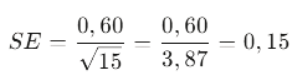 SE = 0,60 / √15 = 0,60 / 3,87 = 0,15